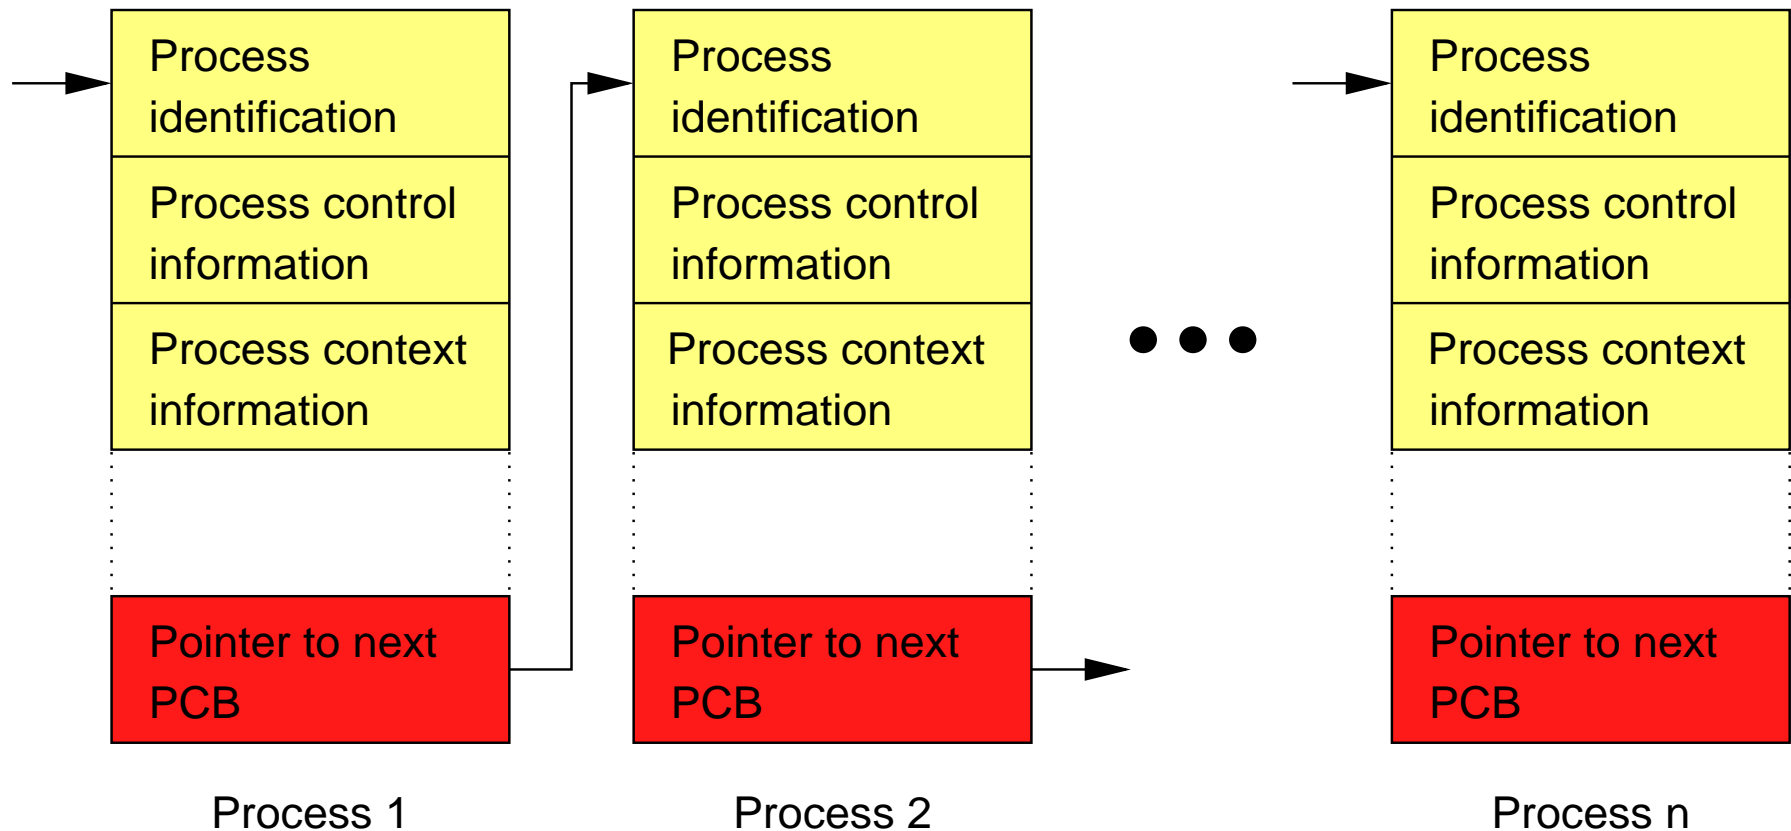 Process
identification
Process control
information
Process context
information
Pointer to next
PCB
Process 1
Process
identification
Process control
information
Process context
information
Pointer to next
PCB
Process 2
Process
identification
Process control
information
Process context
information
Pointer to next
PCB
Process n